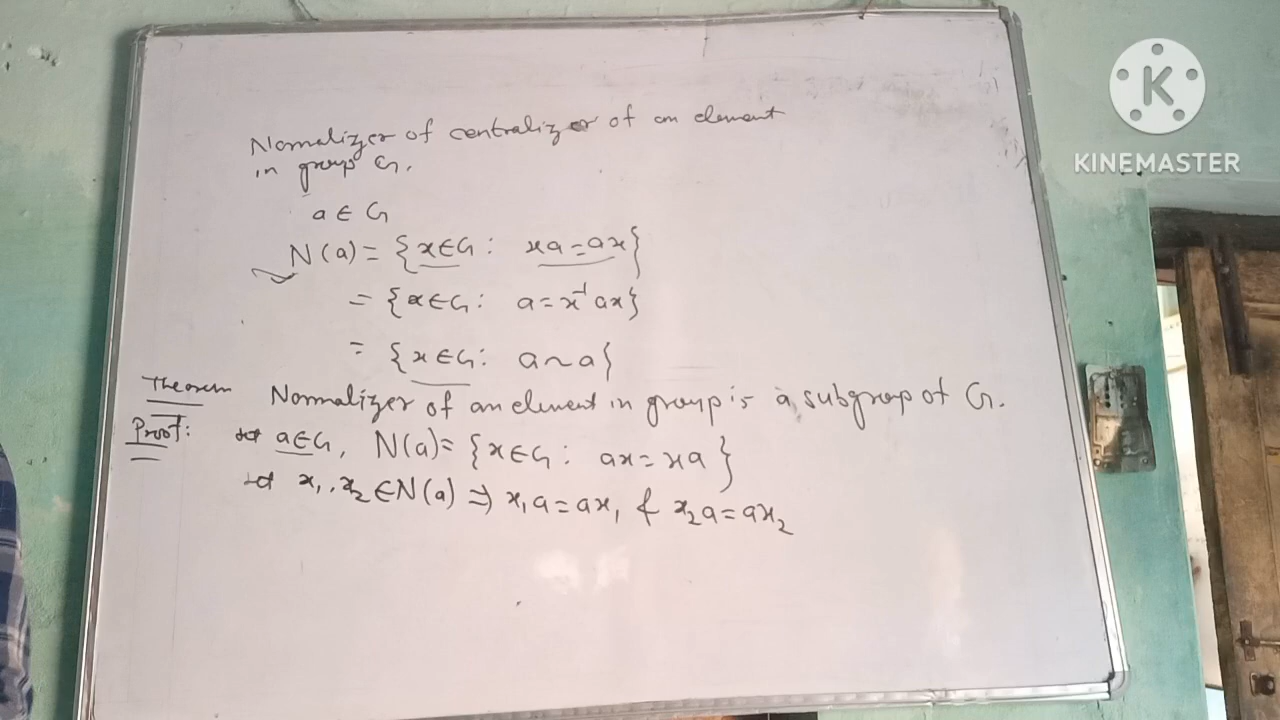 Normalizer of centralizer of an element
in group G.
a ∈ G
N(a) = {x∈G : xa = ax}
= {x∈G : a = x⁻¹ax}
= {x∈G : a ~ a}
Theorem Normalizer of an element in group is a subgroup of G.
Proof: let a∈G, N(a) = {x∈G : ax = xa}
let x₁, x₂ ∈ N(a) ⇒ x₁a = ax₁ & x₂a = ax₂
K
KINEMASTER